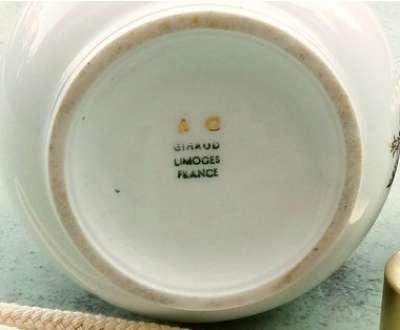 A G
GIRAUD
LIMOGES
FRANCE